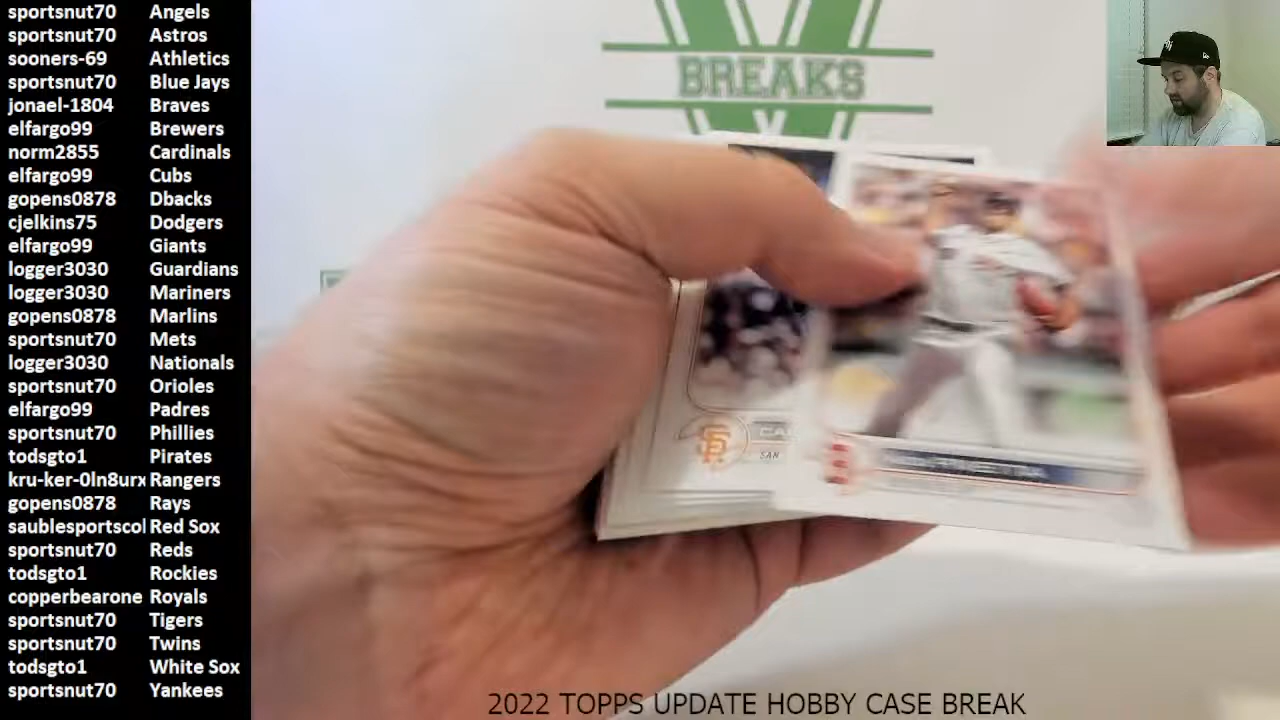 sportsnut70 Angels
sportsnut70 Astros
sooners-69 Athletics
sportsnut70 Blue Jays
jonael-1804 Braves
elfargo99 Brewers
norm2855 Cardinals
elfargo99 Cubs
gopens0878 Dbacks
cjelkins75 Dodgers
elfargo99 Giants
logger3030 Guardians
logger3030 Mariners
gopens0878 Marlins
sportsnut70 Mets
logger3030 Nationals
sportsnut70 Orioles
elfargo99 Padres
sportsnut70 Phillies
todsgto1 Pirates
kru-ker-0ln8urx Rangers
gopens0878 Rays
saublesportscol Red Sox
sportsnut70 Reds
todsgto1 Rockies
copperbearone Royals
sportsnut70 Tigers
sportsnut70 Twins
todsgto1 White Sox
sportsnut70 Yankees
V
BREAKS
SF
SAN
2022 TOPPS UPDATE HOBBY CASE BREAK